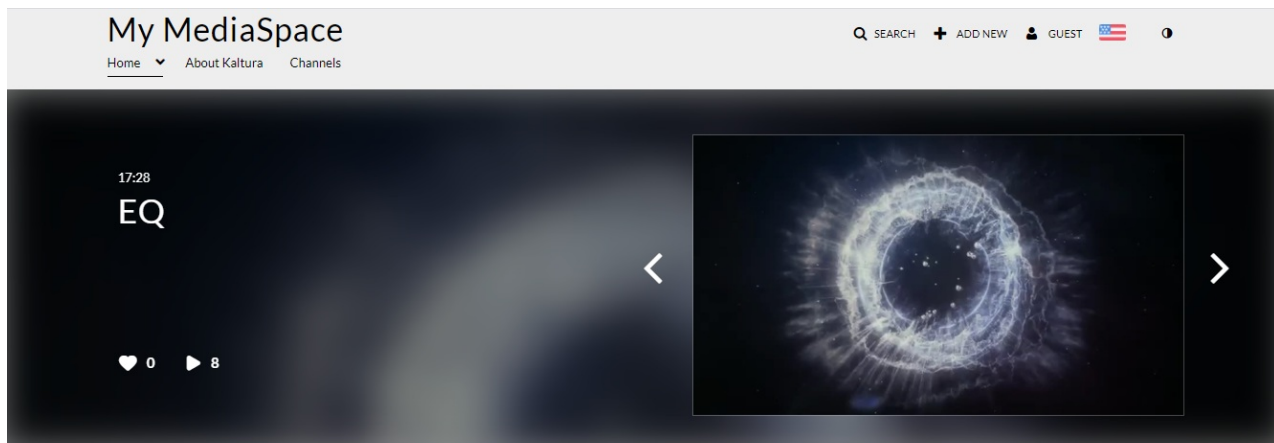 My MediaSpace
SEARCH ADD NEW GUEST
Home About Kaltura Channels
17:28
EQ
0 8